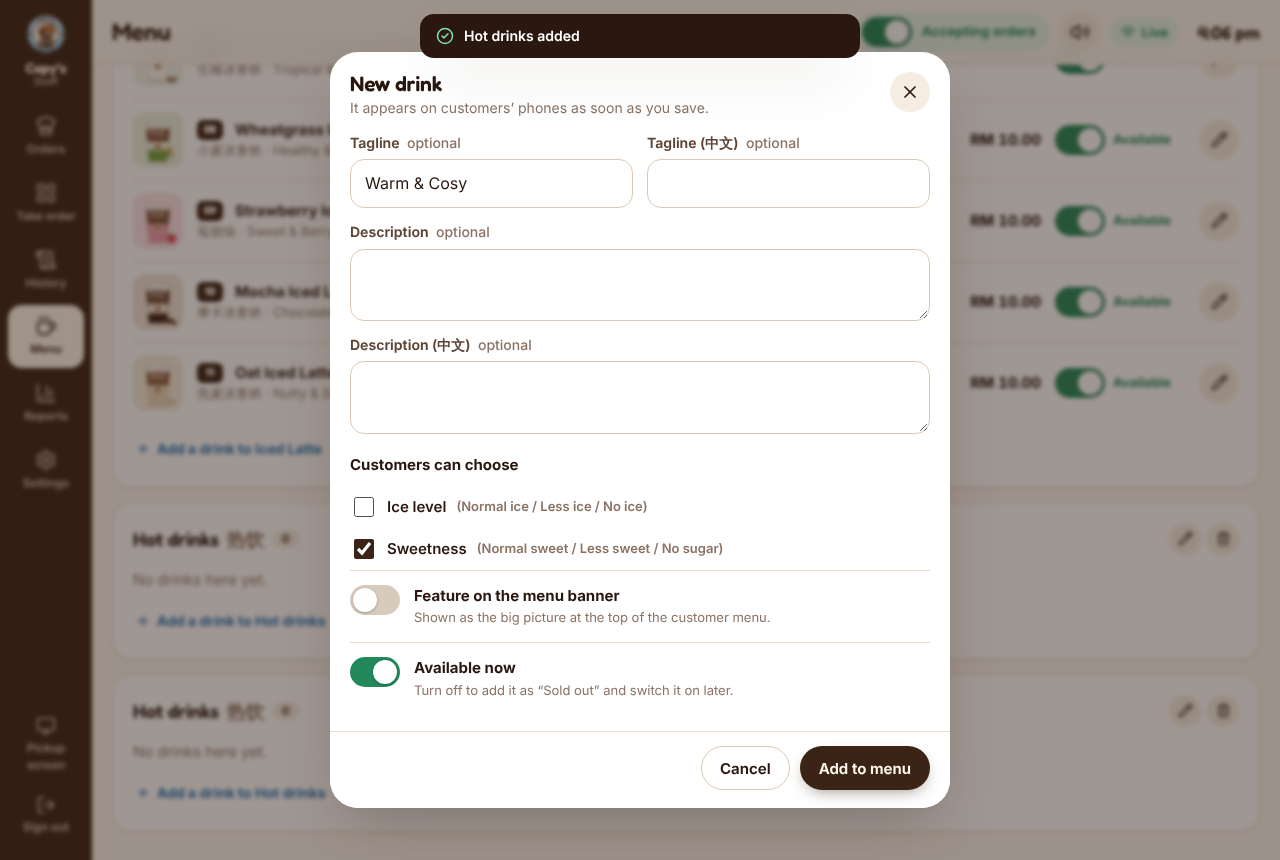 Menu
Hot drinks added
Accepting orders
Live
4:06 pm
New drink
It appears on customers’ phones as soon as you save.
Tagline optional
Tagline (中文) optional
Warm & Cosy
Description optional
Description (中文) optional
Customers can choose
Ice level (Normal ice / Less ice / No ice)
Sweetness (Normal sweet / Less sweet / No sugar)
Feature on the menu banner
Shown as the big picture at the top of the customer menu.
Available now
Turn off to add it as “Sold out” and switch it on later.
Cancel
Add to menu
Orders
Take order
History
Menu
Reports
Settings
Pickup
screen
Sign out
Wheatgrass
RM 10.00 Available
Strawberry
RM 10.00 Available
Mocha Iced
RM 10.00 Available
Oat Iced Latte
RM 10.00 Available
+ Add a drink to Iced Latte
Hot drinks 热饮 0
No drinks here yet.
+ Add a drink to Hot drinks
Hot drinks 热饮 0
No drinks here yet.
+ Add a drink to Hot drinks